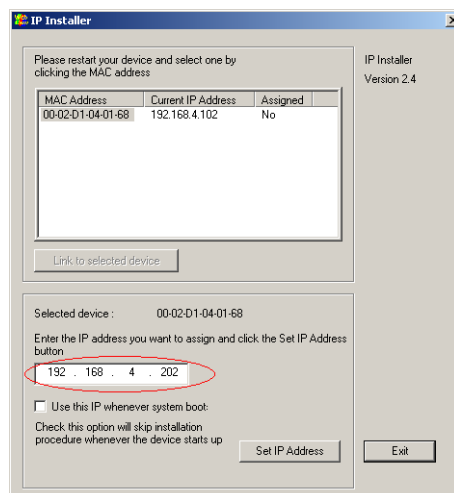 IP Installer
Please restart your device and select one by
clicking the MAC address
IP Installer
Version 2.4
MAC Address Current IP Address Assigned
00-02-D1-04-01-68 192.168.4.102 No
Link to selected device
Selected device : 00-02-D1-04-01-68
Enter the IP address you want to assign and click the Set IP Address
button
192 . 168 . 4 . 202
Use this IP whenever system boot:
Check this option will skip installation
procedure whenever the device starts up
Set IP Address
Exit